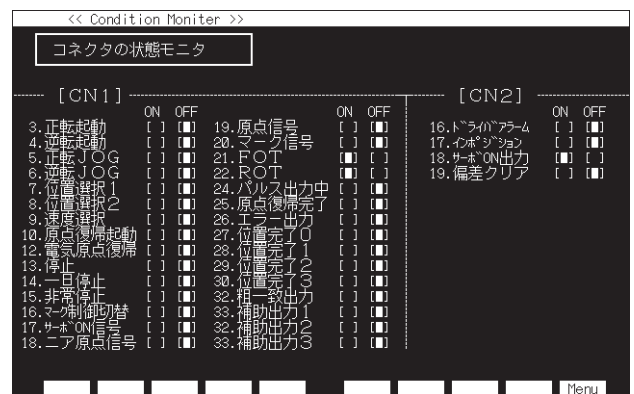 << Condition Moniter >>
コネクタの状態モニタ
[CN1]
ON OFF
3.正転起動 [ ] [■]
4.逆転起動 [ ] [■]
5.正転JOG [ ] [■]
6.逆転JOG [ ] [■]
7.位置選択1 [ ] [■]
8.位置選択2 [ ] [■]
9.速度選択 [ ] [■]
10.原点復帰起動 [ ] [■]
12.電気原点復帰 [ ] [■]
13.停止 [ ] [■]
14.一旦停止 [ ] [■]
15.非常停止 [ ] [■]
16.マーク制御切替 [ ] [■]
17.サーボON信号 [ ] [■]
18.ニア原点信号 [ ] [■]
ON OFF
19.原点信号 [ ] [■]
20.マーク信号 [ ] [■]
21.FOT [■] [ ]
22.ROT [■] [ ]
24.パルス出力中 [ ] [■]
25.原点復帰完了 [ ] [■]
26.エラー出力 [ ] [■]
27.位置完了0 [ ] [■]
28.位置完了1 [ ] [■]
29.位置完了2 [ ] [■]
30.位置完了3 [ ] [■]
32.粗一致出力 [ ] [■]
33.補助出力1 [ ] [■]
32.補助出力2 [ ] [■]
33.補助出力3 [ ] [■]
[CN2]
ON OFF
16.ドライバアラーム [ ] [■]
17.インポジション [ ] [■]
18.サーボON出力 [■] [ ]
19.偏差クリア [ ] [■]
Menu